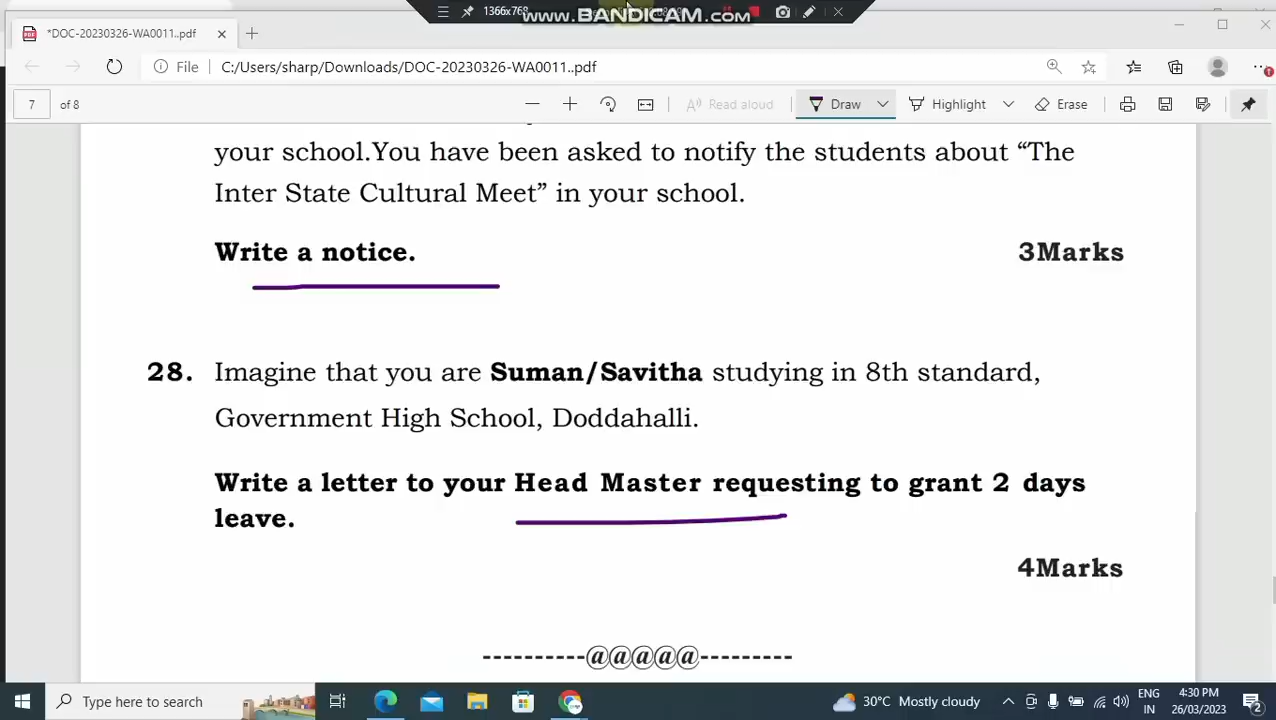 1366x768
www.BANDICAM.com
*DOC-20230326-WA0011..pdf
File
C:/Users/sharp/Downloads/DOC-20230326-WA0011..pdf
7 of 8
Read aloud
Draw
Highlight
Erase
your school.You have been asked to notify the students about “The
Inter State Cultural Meet” in your school.
Write a notice. 3Marks
28. Imagine that you are Suman/Savitha studying in 8th standard,
Government High School, Doddahalli.
Write a letter to your Head Master requesting to grant 2 days
leave.
4Marks
----------@@@@@---------
Type here to search
30°C Mostly cloudy
ENG
IN
4:30 PM
26/03/2023
2